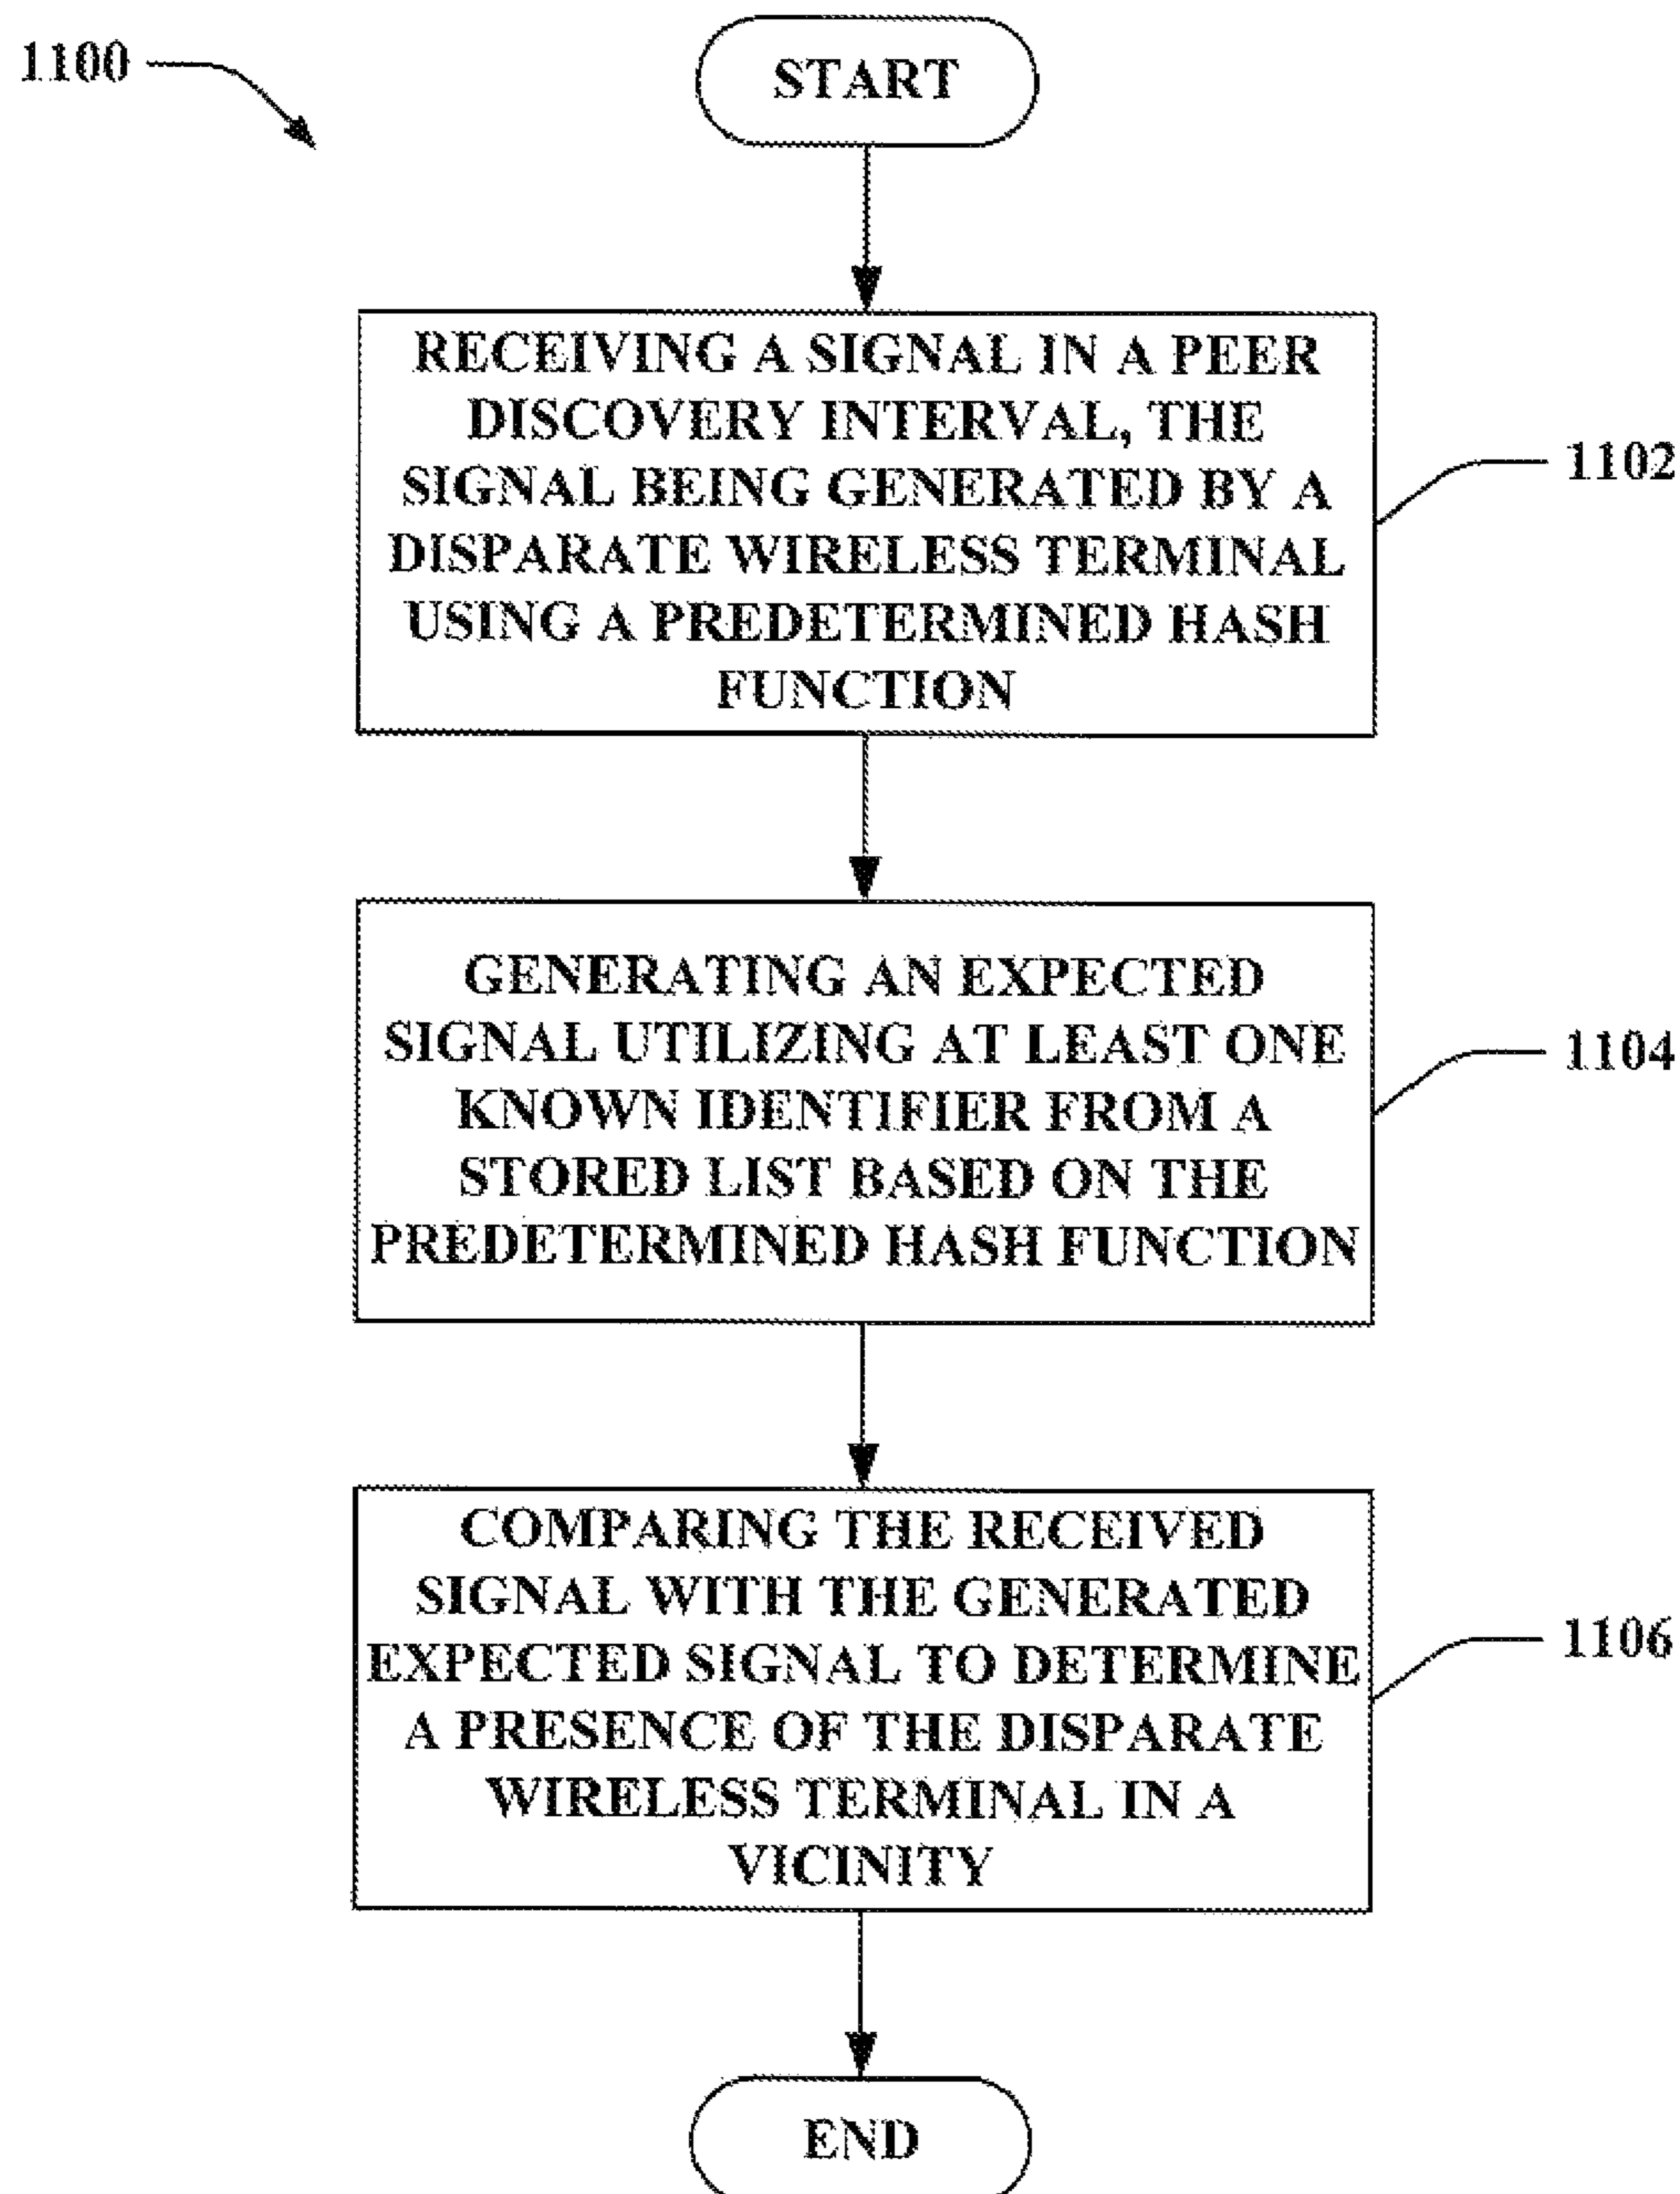 1100
START
RECEIVING A SIGNAL IN A PEER
DISCOVERY INTERVAL, THE
SIGNAL BEING GENERATED BY A
DISPARATE WIRELESS TERMINAL
USING A PREDETERMINED HASH
FUNCTION
1102
GENERATING AN EXPECTED
SIGNAL UTILIZING AT LEAST ONE
KNOWN IDENTIFIER FROM A
STORED LIST BASED ON THE
PREDETERMINED HASH FUNCTION
1104
COMPARING THE RECEIVED
SIGNAL WITH THE GENERATED
EXPECTED SIGNAL TO DETERMINE
A PRESENCE OF THE DISPARATE
WIRELESS TERMINAL IN A
VICINITY
1106
END